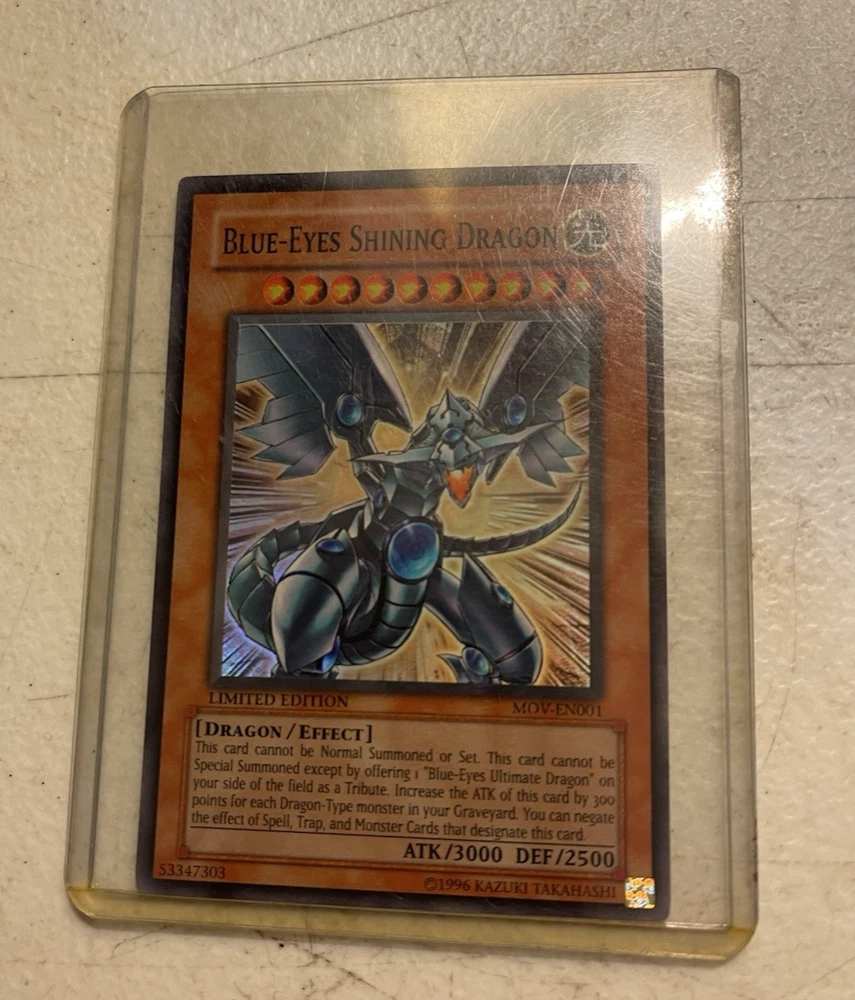 BLUE-EYES SHINING DRAGON 光
LIMITED EDITION
MOV-EN001
[DRAGON/EFFECT]
This card cannot be Normal Summoned or Set. This card cannot be
Special Summoned except by offering 1 "Blue-Eyes Ultimate Dragon" on
your side of the field as a Tribute. Increase the ATK of this card by 300
points for each Dragon-Type monster in your Graveyard. You can negate
the effect of Spell, Trap, and Monster Cards that designate this card.
ATK/3000 DEF/2500
53347303
©1996 KAZUKI TAKAHASHI